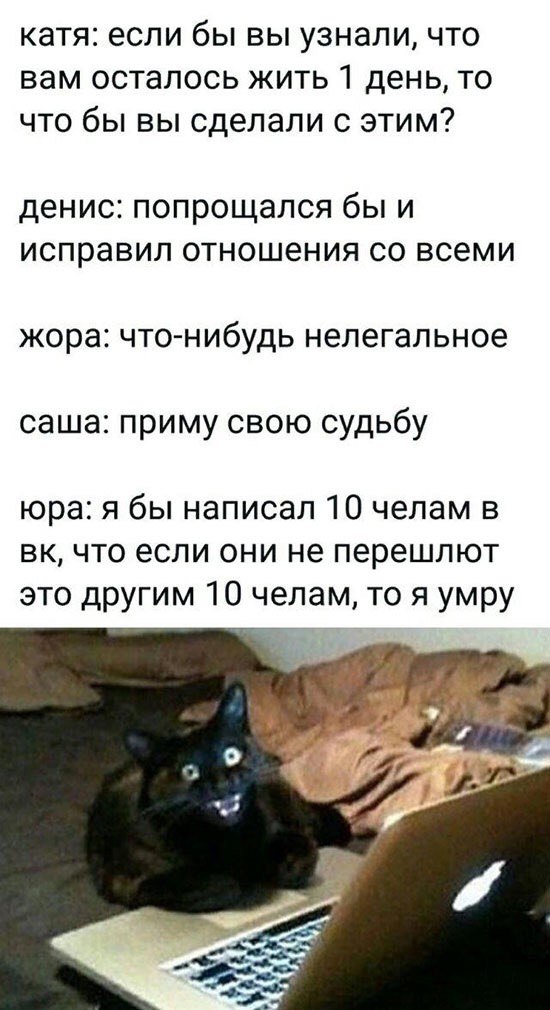 катя: если бы вы узнали, что
вам осталось жить 1 день, то
что бы вы сделали с этим?
денис: попрощался бы и
исправил отношения со всеми
жора: что-нибудь нелегальное
саша: приму свою судьбу
юра: я бы написал 10 челам в
вк, что если они не перешлют
это другим 10 челам, то я умру